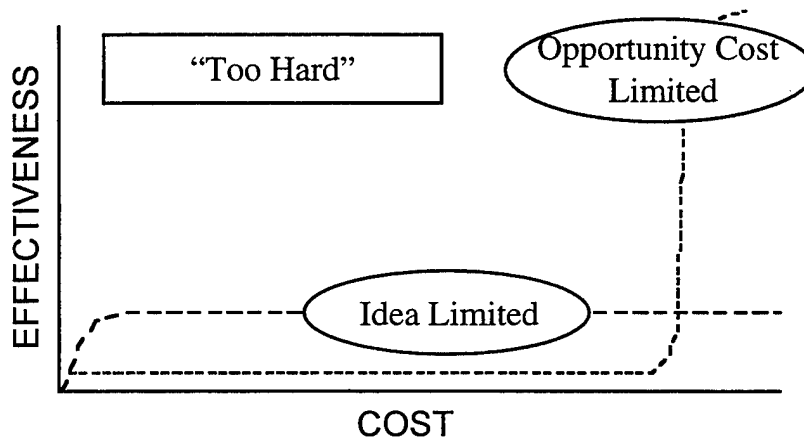 Opportunity Cost
Limited
“Too Hard”
EFFECTIVENESS
Idea Limited
COST